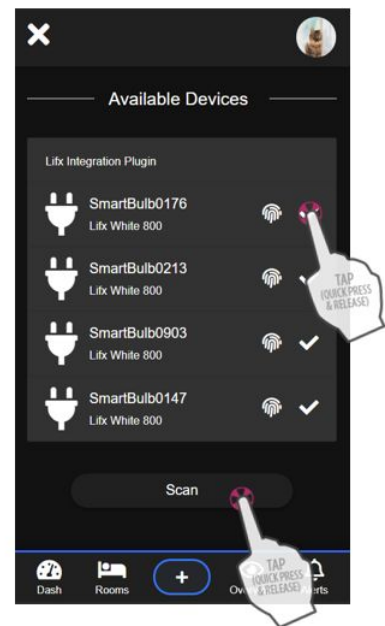 Available Devices
Lifx Integration Plugin
SmartBulb0176
Lifx White 800
SmartBulb0213
Lifx White 800
TAP
(QUICK PRESS
& RELEASE)
SmartBulb0903
Lifx White 800
SmartBulb0147
Lifx White 800
Scan
TAP
(QUICK PRESS
& RELEASE)
Dash
Rooms
+